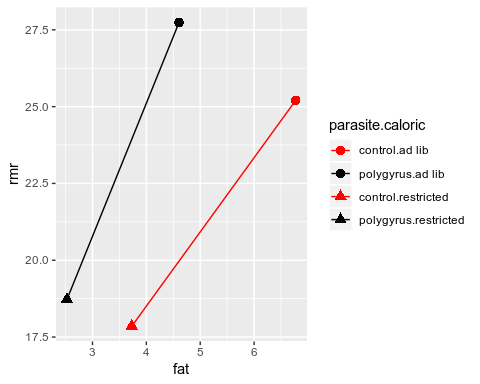 27.5
25.0
22.5
20.0
17.5
rmr
3 4 5 6
fat
parasite.caloric
control.ad lib
polygyrus.ad lib
control.restricted
polygyrus.restricted